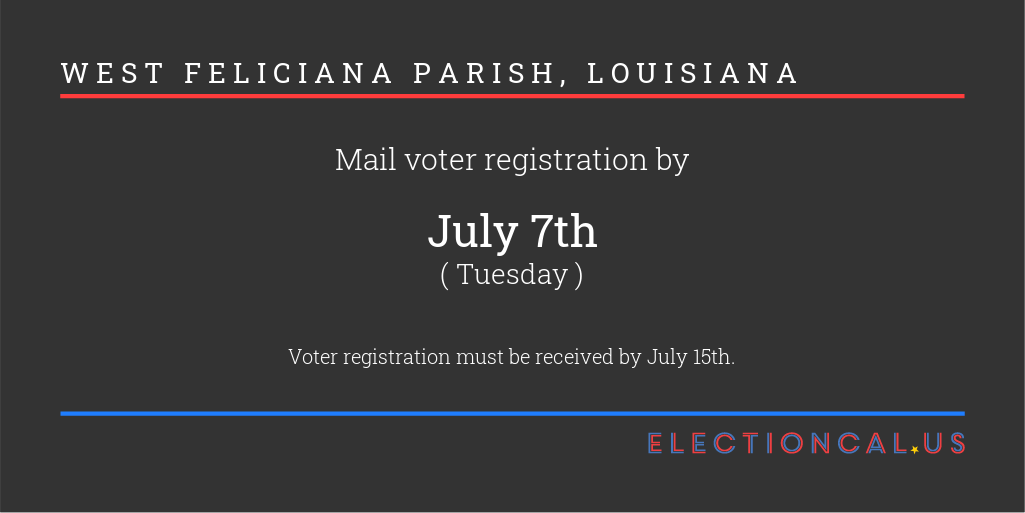 WEST FELICIANA PARISH, LOUISIANA
Mail voter registration by
July 7th
( Tuesday )
Voter registration must be received by July 15th.
ELECTIONCAL.US